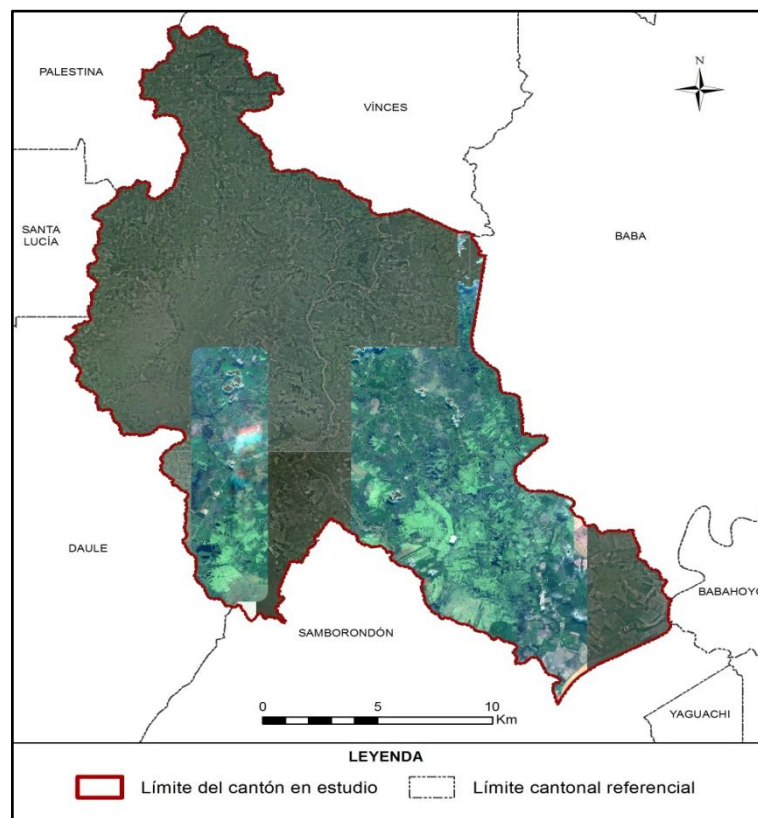 N
PALESTINA
VÍNCES
SANTA
LUCÍA
BABA
DAULE
BABAHOYO
SAMBORONDÓN
YAGUACHI
0 5 10
Km
LEYENDA
Límite del cantón en estudio
Límite cantonal referencial